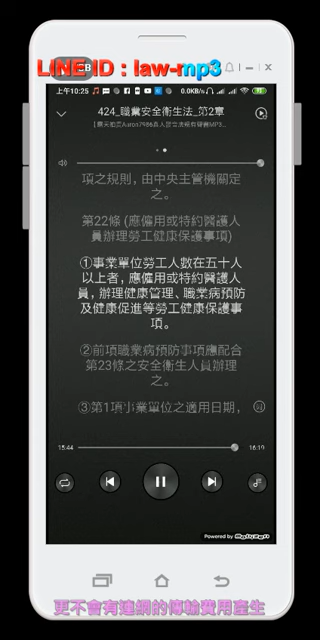 LINE ID：law-mp3
上午10:25
0.0KB/s
424_職業安全衛生法_第2章
項之規則，由中央主管機關定
之。
第22條 (應僱用或特約醫護人
員辦理勞工健康保護事項)
①事業單位勞工人數在五十人
以上者，應僱用或特約醫護人
員，辦理健康管理、職業病預防
及健康促進等勞工健康保護事
項。
②前項職業病預防事項應配合
第23條之安全衛生人員辦理
之。
③第1項事業單位之適用日期，
15:44
16:19
Powered by
更不會有連網的傳輸費用產生